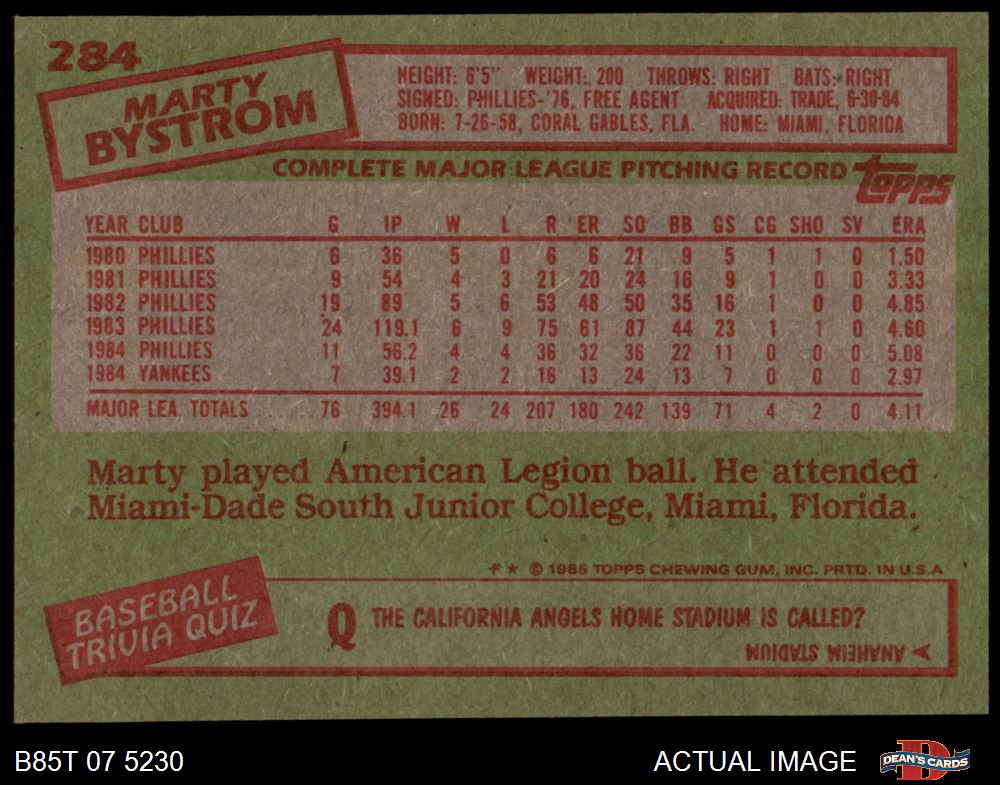 284
MARTY
BYSTROM
HEIGHT: 6'5" WEIGHT: 200 THROWS: RIGHT BATS: RIGHT
SIGNED: PHILLIES-'76, FREE AGENT ACQUIRED: TRADE, 6-30-84
BORN: 7-26-58, CORAL GABLES, FLA. HOME: MIAMI, FLORIDA
COMPLETE MAJOR LEAGUE PITCHING RECORD
TOPPS
YEAR CLUB G IP W L R ER SO BB GS CG SHO SV ERA
1980 PHILLIES 6 36 5 0 6 6 21 9 5 1 1 0 1.50
1981 PHILLIES 9 54 4 3 21 20 24 16 9 1 0 0 3.33
1982 PHILLIES 19 89 5 6 53 48 50 35 16 1 0 0 4.85
1983 PHILLIES 24 119.1 6 9 75 61 87 44 23 1 1 0 4.60
1984 PHILLIES 11 56.2 4 4 36 32 36 22 11 0 0 0 5.08
1984 YANKEES 7 39.1 2 2 16 13 24 13 7 0 0 0 2.97
MAJOR LEA. TOTALS ...... 76 394.1 26 24 207 180 242 139 71 4 2 0 4.11
Marty played American Legion ball. He attended
Miami-Dade South Junior College, Miami, Florida.
F★ © 1985 TOPPS CHEWING GUM, INC. PRTD. IN U.S.A
BASEBALL
TRIVIA QUIZ
Q THE CALIFORNIA ANGELS HOME STADIUM IS CALLED?
A ANAHEIM STADIUM
B85T 07 5230
ACTUAL IMAGE
D
DEAN'S CARDS